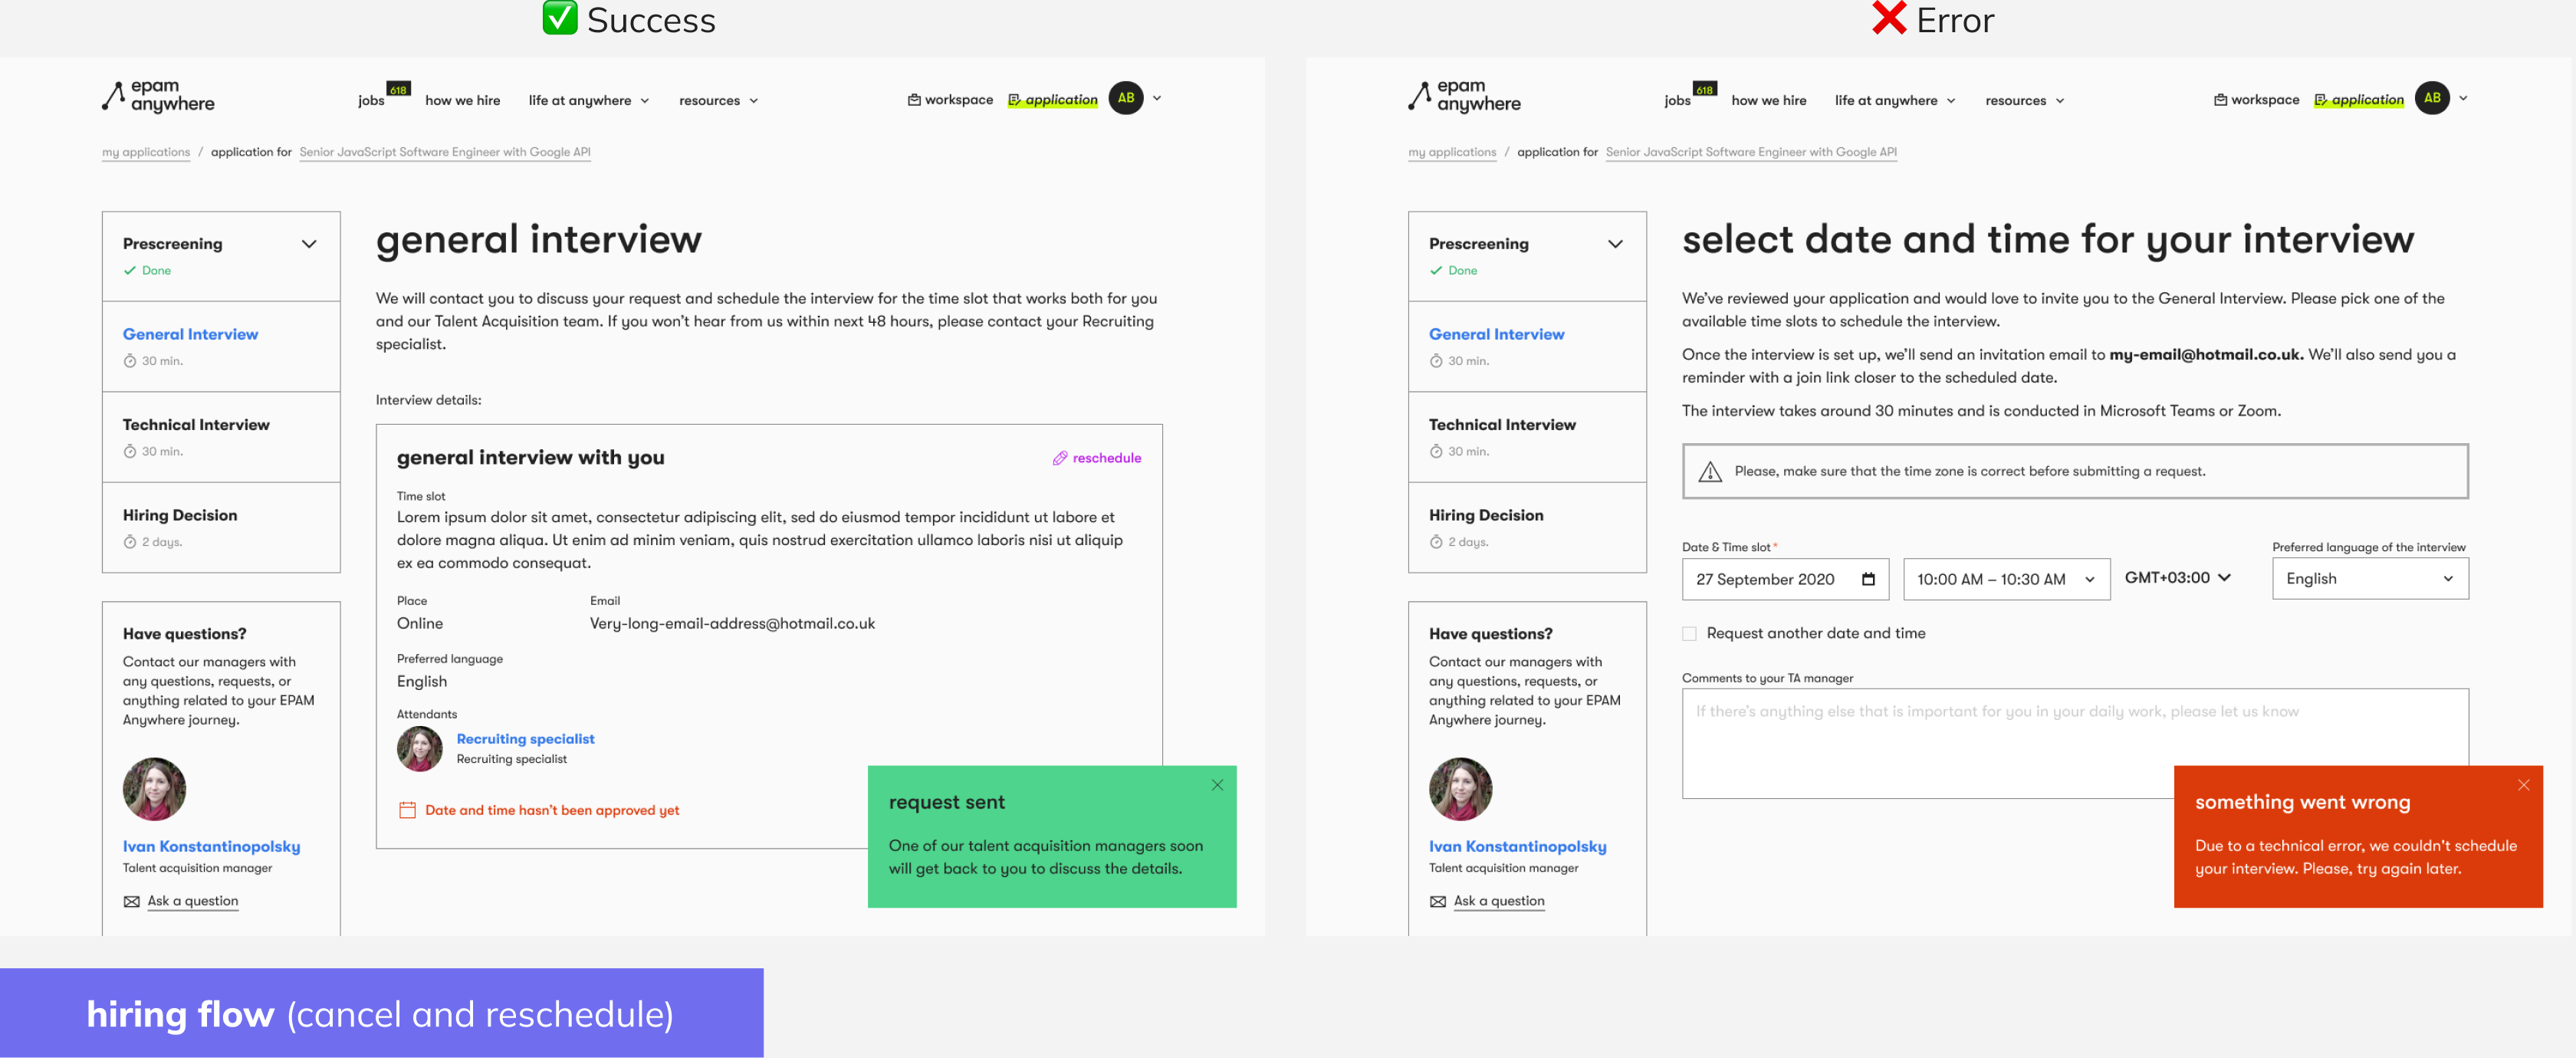 Success
epam
anywhere
jobs 618 how we hire life at anywhere resources workspace application AB
my applications / application for Senior JavaScript Software Engineer with Google API
Prescreening
Done
General Interview
30 min.
Technical Interview
30 min.
Hiring Decision
2 days.
Have questions?
Contact our managers with
any questions, requests, or
anything related to your EPAM
Anywhere journey.
Ivan Konstantinopolsky
Talent acquisition manager
Ask a question
general interview
We will contact you to discuss your request and schedule the interview for the time slot that works both for you
and our Talent Acquisition team. If you won't hear from us within next 48 hours, please contact your Recruiting
specialist.
Interview details:
general interview with you
reschedule
Time slot
Lorem ipsum dolor sit amet, consectetur adipiscing elit, sed do eiusmod tempor incididunt ut labore et
dolore magna aliqua. Ut enim ad minim veniam, quis nostrud exercitation ullamco laboris nisi ut aliquip
ex ea commodo consequat.
Place Email
Online Very-long-email-address@hotmail.co.uk
Preferred language
English
Attendants
Recruiting specialist
Recruiting specialist
Date and time hasn't been approved yet
request sent
One of our talent acquisition managers soon
will get back to you to discuss the details.
Error
epam
anywhere
jobs 618 how we hire life at anywhere resources workspace application AB
my applications / application for Senior JavaScript Software Engineer with Google API
Prescreening
Done
General Interview
30 min.
Technical Interview
30 min.
Hiring Decision
2 days.
Have questions?
Contact our managers with
any questions, requests, or
anything related to your EPAM
Anywhere journey.
Ivan Konstantinopolsky
Talent acquisition manager
Ask a question
select date and time for your interview
We've reviewed your application and would love to invite you to the General Interview. Please pick one of the
available time slots to schedule the interview.
Once the interview is set up, we'll send an invitation email to my-email@hotmail.co.uk. We'll also send you a
reminder with a join link closer to the scheduled date.
The interview takes around 30 minutes and is conducted in Microsoft Teams or Zoom.
Please, make sure that the time zone is correct before submitting a request.
Date & Time slot* Preferred language of the interview
27 September 2020 10:00 AM – 10:30 AM GMT+03:00 English
Request another date and time
Comments to your TA manager
If there's anything else that is important for you in your daily work, please let us know
something went wrong
Due to a technical error, we couldn't schedule
your interview. Please, try again later.
hiring flow (cancel and reschedule)